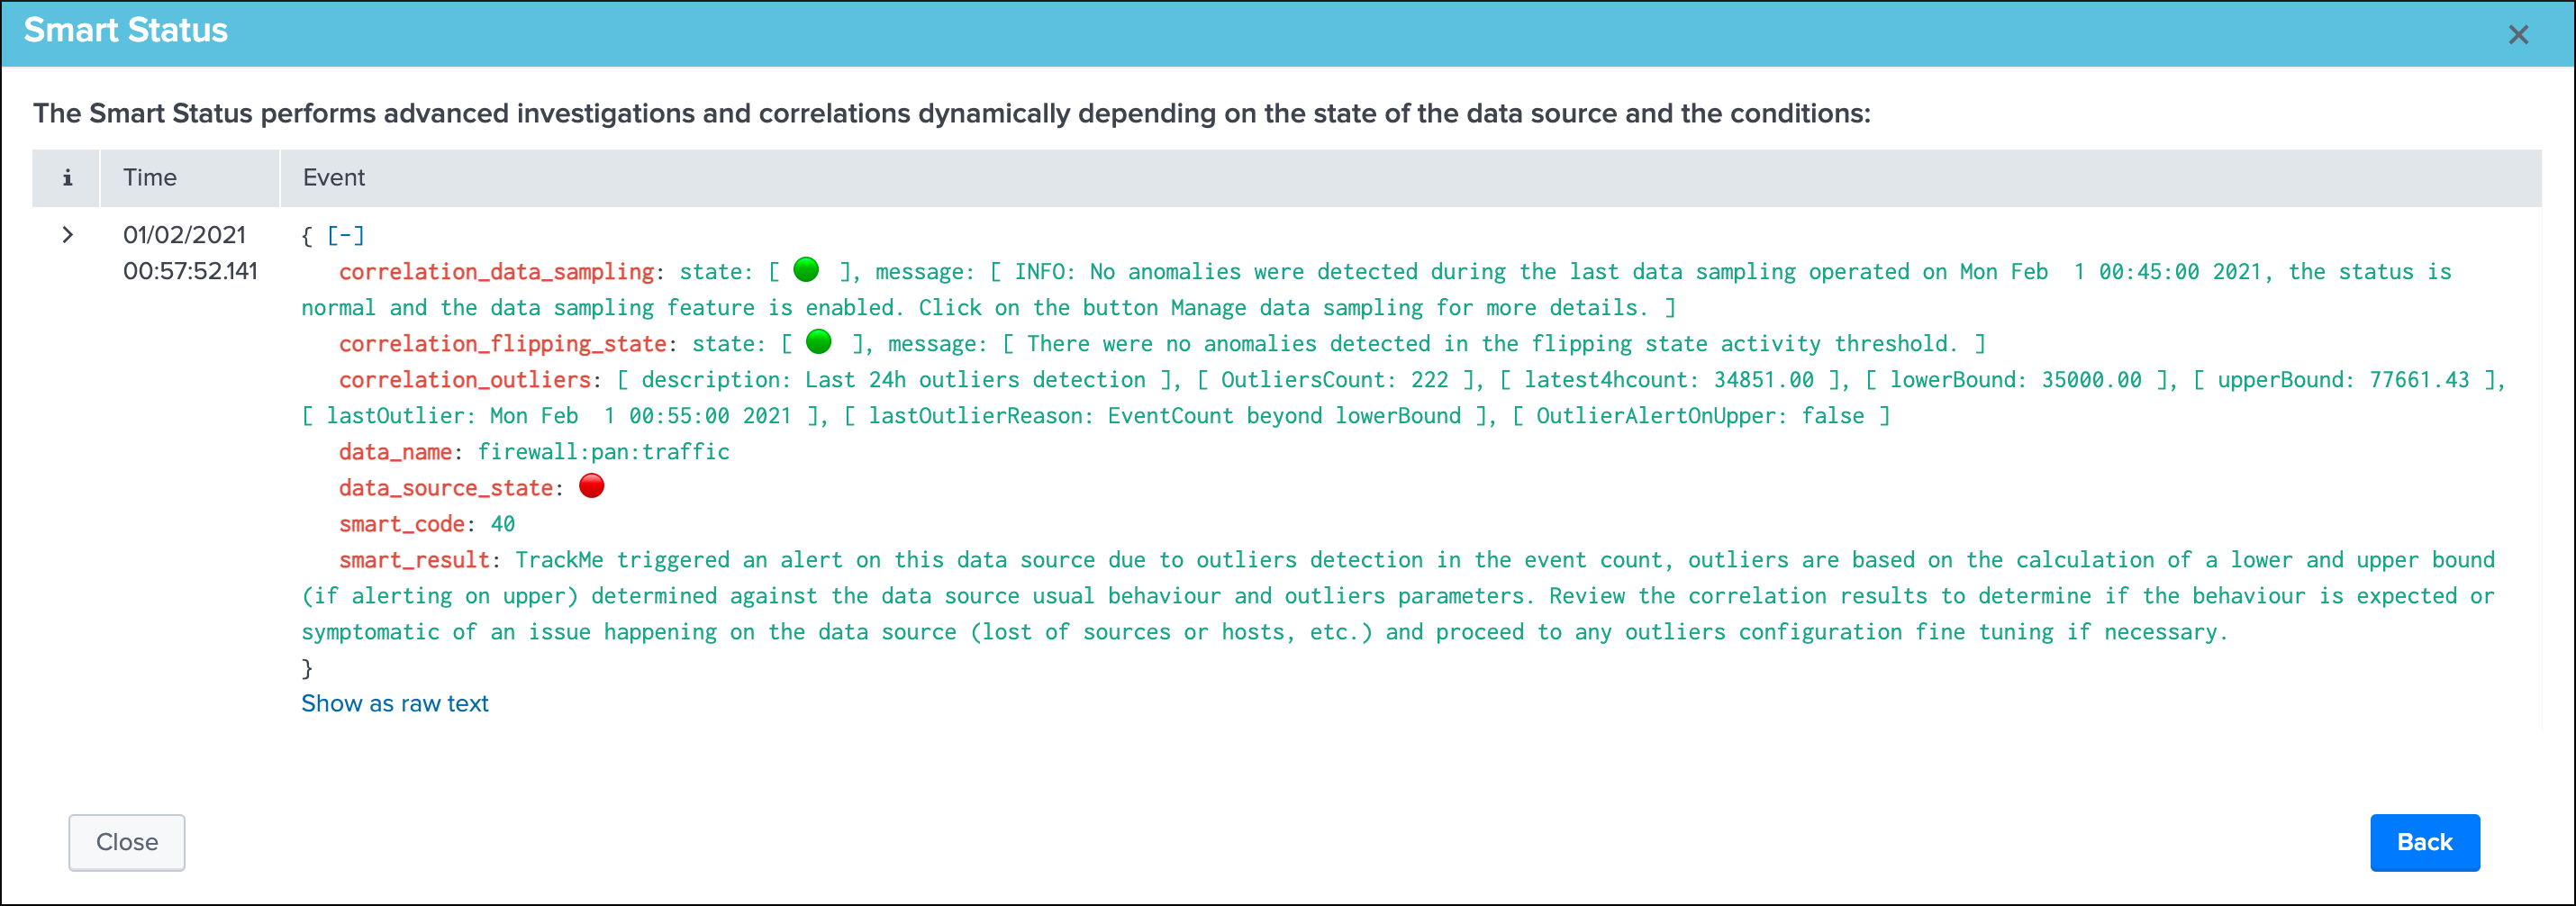 Smart Status
The Smart Status performs advanced investigations and correlations dynamically depending on the state of the data source and the conditions:
i Time Event
01/02/2021 { [-]
00:57:52.141 correlation_data_sampling: state: [ 🟢 ], message: [ INFO: No anomalies were detected during the last data sampling operated on Mon Feb  1 00:45:00 2021, the status is
normal and the data sampling feature is enabled. Click on the button Manage data sampling for more details. ]
correlation_flipping_state: state: [ 🟢 ], message: [ There were no anomalies detected in the flipping state activity threshold. ]
correlation_outliers: [ description: Last 24h outliers detection ], [ OutliersCount: 222 ], [ latest4hcount: 34851.00 ], [ lowerBound: 35000.00 ], [ upperBound: 77661.43 ],
[ lastOutlier: Mon Feb  1 00:55:00 2021 ], [ lastOutlierReason: EventCount beyond lowerBound ], [ OutlierAlertOnUpper: false ]
data_name: firewall:pan:traffic
data_source_state: 🔴
smart_code: 40
smart_result: TrackMe triggered an alert on this data source due to outliers detection in the event count, outliers are based on the calculation of a lower and upper bound
(if alerting on upper) determined against the data source usual behaviour and outliers parameters. Review the correlation results to determine if the behaviour is expected or
symptomatic of an issue happening on the data source (lost of sources or hosts, etc.) and proceed to any outliers configuration fine tuning if necessary.
}
Show as raw text
Close Back